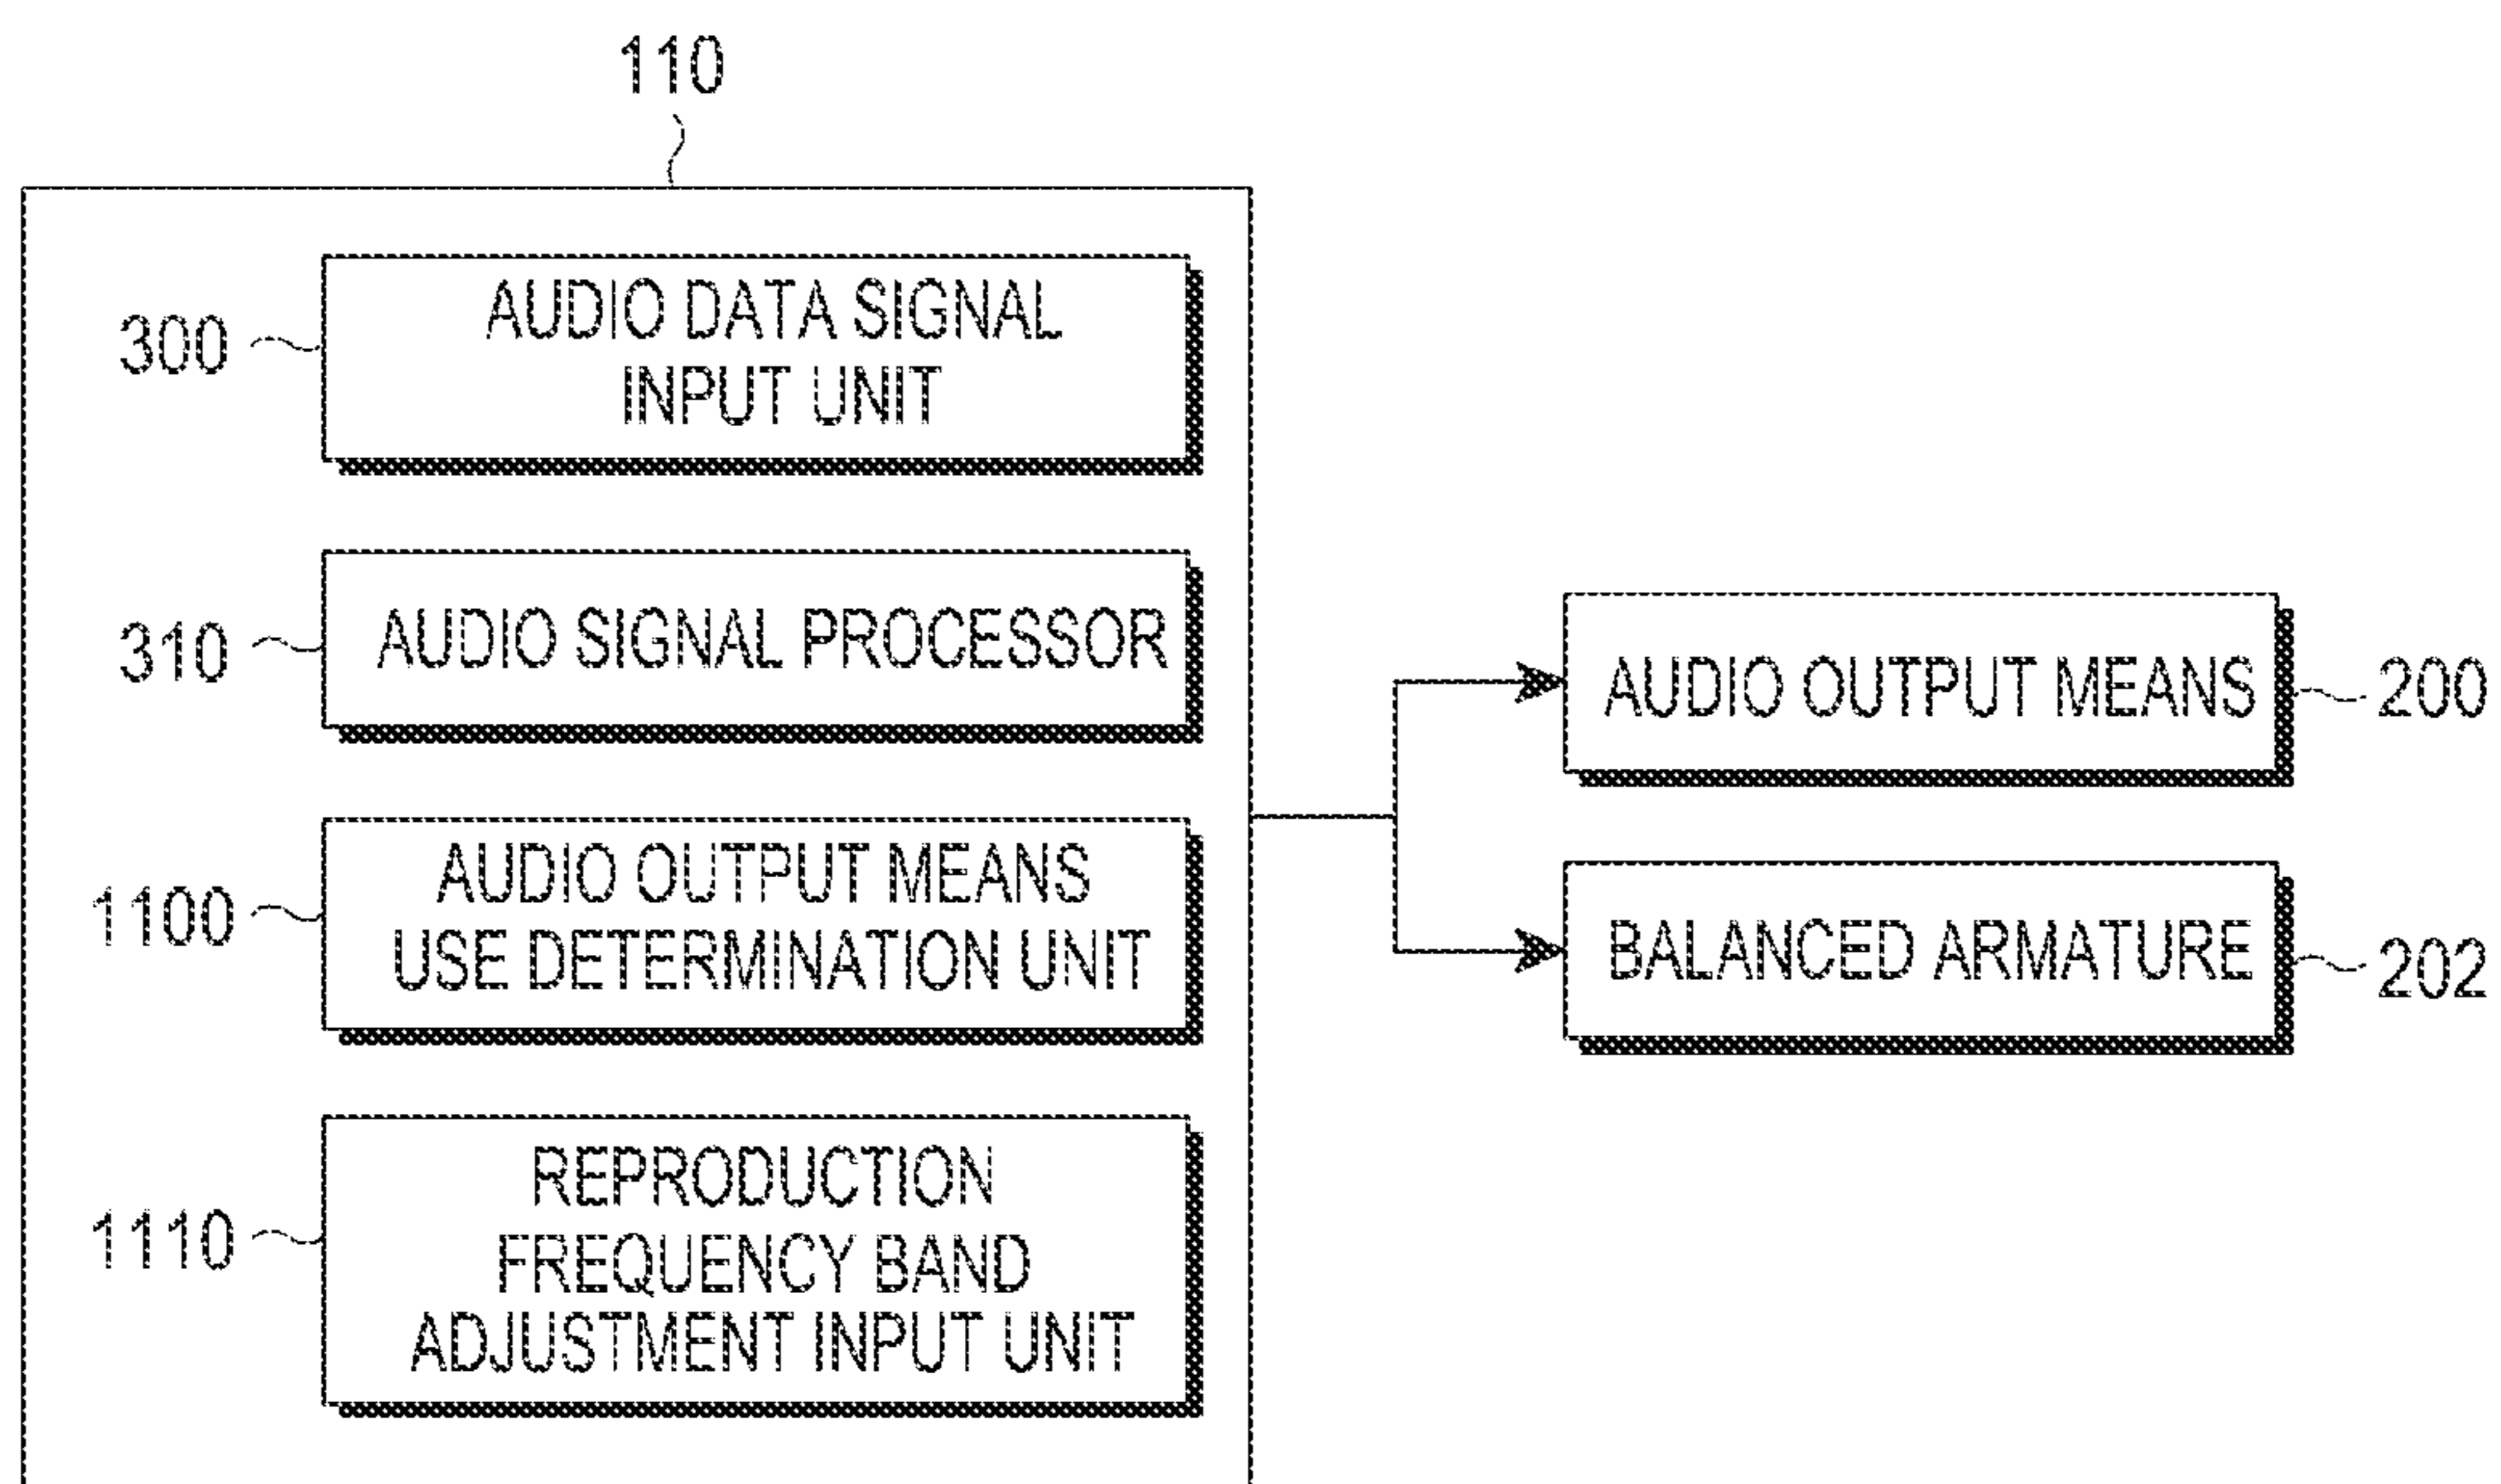 110
300
AUDIO DATA SIGNAL
INPUT UNIT
310
AUDIO SIGNAL PROCESSOR
1100
AUDIO OUTPUT MEANS
USE DETERMINATION UNIT
1110
REPRODUCTION
FREQUENCY BAND
ADJUSTMENT INPUT UNIT
AUDIO OUTPUT MEANS
200
BALANCED ARMATURE
202